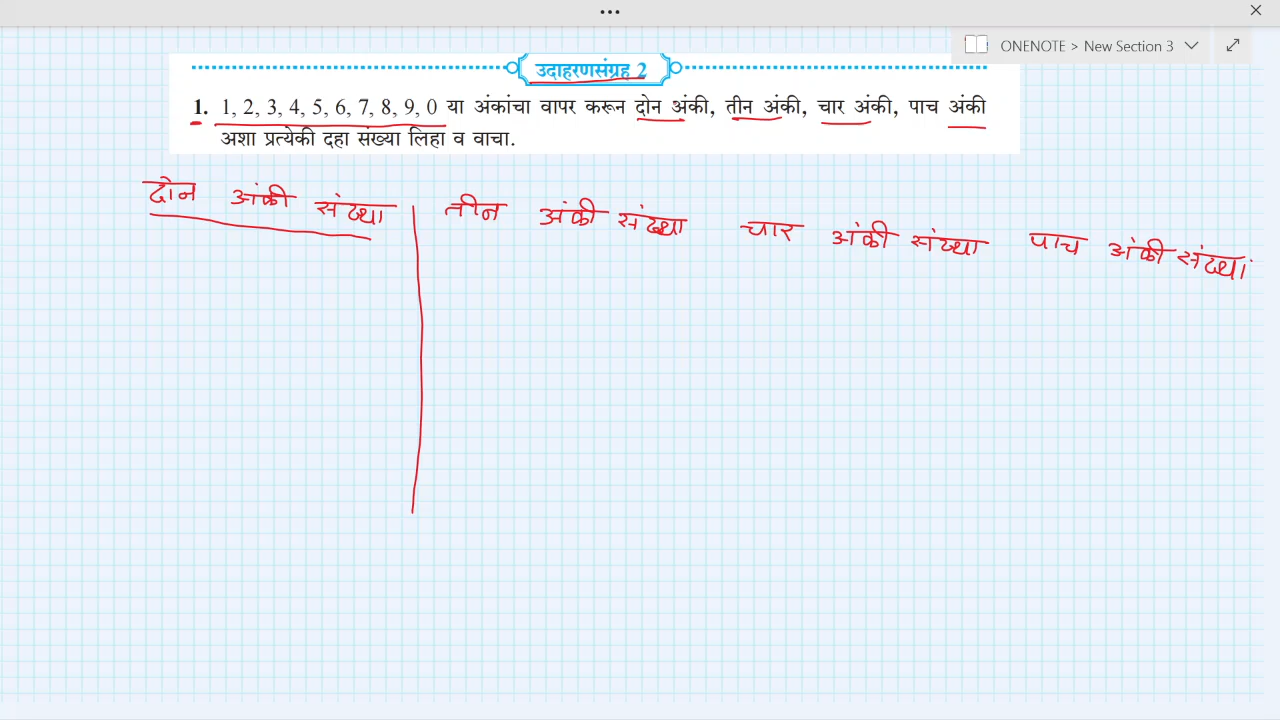 ONENOTE > New Section 3
उदाहरणसंग्रह 2
1. 1, 2, 3, 4, 5, 6, 7, 8, 9, 0 या अंकांचा वापर करून दोन अंकी, तीन अंकी, चार अंकी, पाच अंकी
अशा प्रत्येकी दहा संख्या लिहा व वाचा.
दोन अंकी संख्या तीन अंकी संख्या चार अंकी संख्या पाच अंकी संख्या